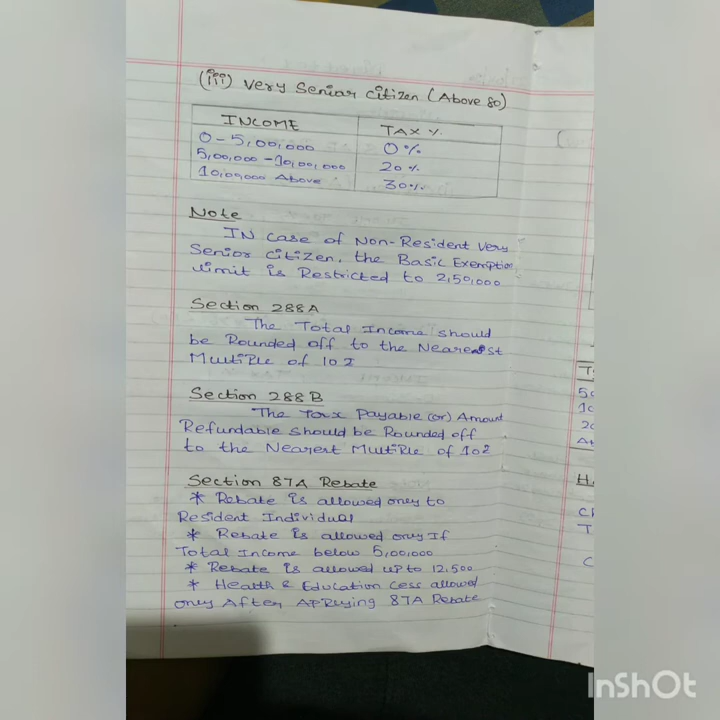 (iii) Very Senior Citizen (Above 80)
INCOME TAX %
0 - 5,00,000 0%
5,00,000 - 10,00,000 20%
10,00,000 Above 30%
Note
IN case of Non-Resident Very
Senior Citizen, the Basic Exemption
limit is Restricted to 2,50,000
Section 288A
The Total Income should
be Rounded off to the Nearest
Multiple of 10₹
Section 288B
The Tax Payable (or) Amount
Refundable should be Rounded off
to the Nearest Multiple of 10₹
Section 87A Rebate
* Rebate is allowed only to
Resident Individual
* Rebate is allowed only If
Total Income below 5,00,000
* Rebate is allowed up to 12,500
* Health & Education cess allowed
only After Applying 87A Rebate
InShOt